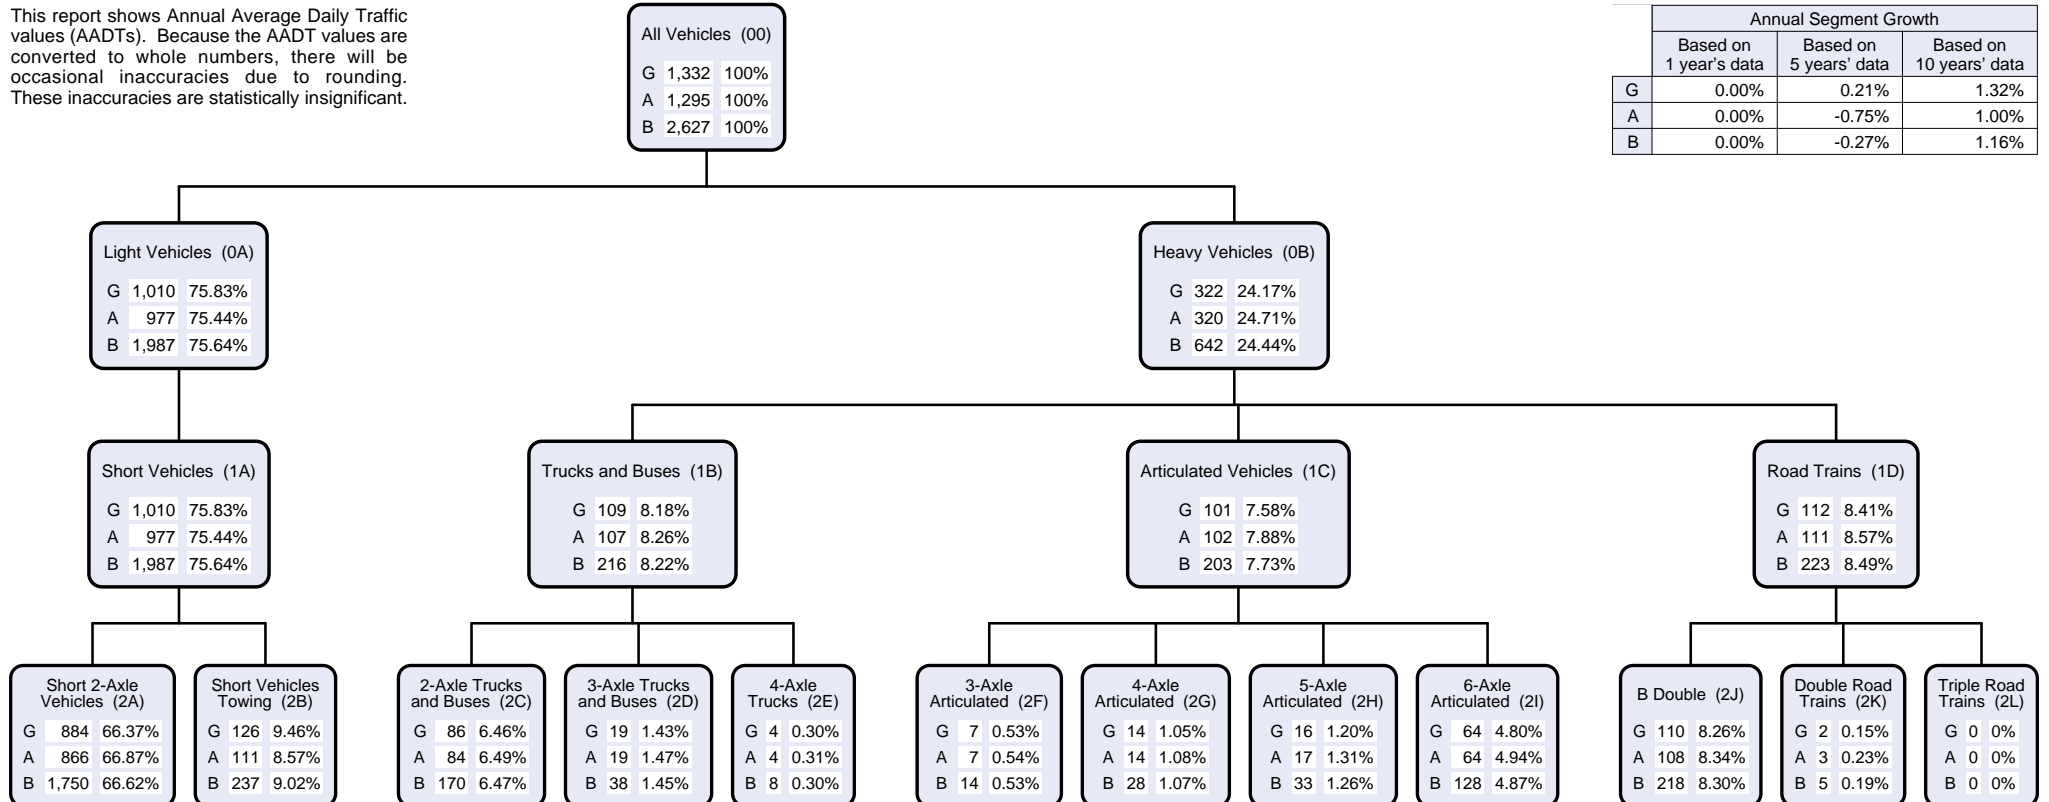 This report shows Annual Average Daily Traffic
values (AADTs). Because the AADT values are
converted to whole numbers, there will be
occasional inaccuracies due to rounding.
These inaccuracies are statistically insignificant.
All Vehicles (00)
G 1,332 100%
A 1,295 100%
B 2,627 100%
Annual Segment Growth
Based on 1 year's data
Based on 5 years' data
Based on 10 years' data
G 0.00% 0.21% 1.32%
A 0.00% -0.75% 1.00%
B 0.00% -0.27% 1.16%
Light Vehicles (0A)
G 1,010 75.83%
A 977 75.44%
B 1,987 75.64%
Heavy Vehicles (0B)
G 322 24.17%
A 320 24.71%
B 642 24.44%
Short Vehicles (1A)
G 1,010 75.83%
A 977 75.44%
B 1,987 75.64%
Trucks and Buses (1B)
G 109 8.18%
A 107 8.26%
B 216 8.22%
Articulated Vehicles (1C)
G 101 7.58%
A 102 7.88%
B 203 7.73%
Road Trains (1D)
G 112 8.41%
A 111 8.57%
B 223 8.49%
Short 2-Axle
Vehicles (2A)
G 884 66.37%
A 866 66.87%
B 1,750 66.62%
Short Vehicles
Towing (2B)
G 126 9.46%
A 111 8.57%
B 237 9.02%
2-Axle Trucks
and Buses (2C)
G 86 6.46%
A 84 6.49%
B 170 6.47%
3-Axle Trucks
and Buses (2D)
G 19 1.43%
A 19 1.47%
B 38 1.45%
4-Axle
Trucks (2E)
G 4 0.30%
A 4 0.31%
B 8 0.30%
3-Axle
Articulated (2F)
G 7 0.53%
A 7 0.54%
B 14 0.53%
4-Axle
Articulated (2G)
G 14 1.05%
A 14 1.08%
B 28 1.07%
5-Axle
Articulated (2H)
G 16 1.20%
A 17 1.31%
B 33 1.26%
6-Axle
Articulated (2I)
G 64 4.80%
A 64 4.94%
B 128 4.87%
B Double (2J)
G 110 8.26%
A 108 8.34%
B 218 8.30%
Double Road
Trains (2K)
G 2 0.15%
A 3 0.23%
B 5 0.19%
Triple Road
Trains (2L)
G 0 0%
A 0 0%
B 0 0%